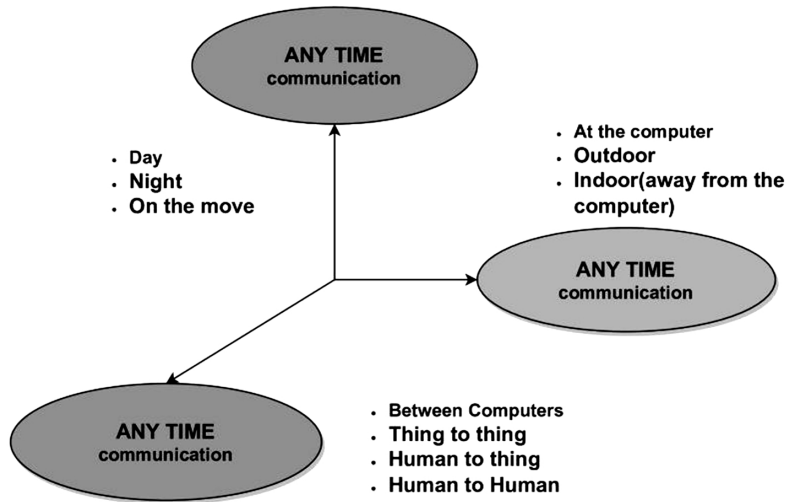 ANY TIME
communication
• Day
• Night
• On the move
• At the computer
• Outdoor
• Indoor(away from the
computer)
ANY TIME
communication
ANY TIME
communication
• Between Computers
• Thing to thing
• Human to thing
• Human to Human